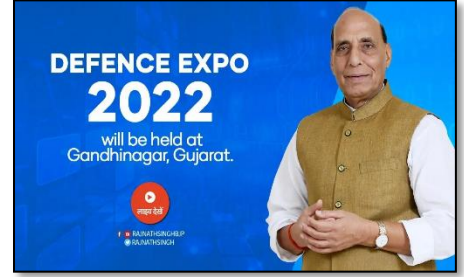 DEFENCE EXPO
2022
will be held at
Gandhinagar, Gujarat.
लाइव देखें
RAJNATHSINGHBJP
RAJNATHSINGH